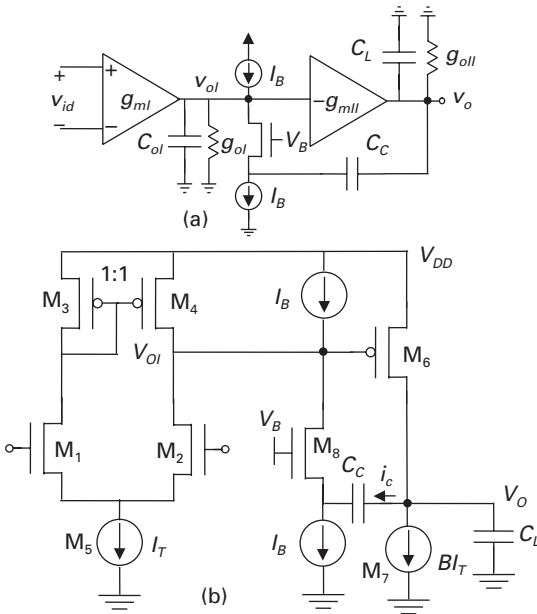 C_L
g_oII
+
v_id
−
+
−
g_mI
v_oI
I_B
−g_mII
v_o
C_oI
g_oI
V_B
C_C
I_B
(a)
V_DD
1:1
M_3
M_4
I_B
V_OI
M_6
M_1
M_2
V_B
M_8
C_C
i_c
V_O
M_5
I_T
I_B
M_7
BI_T
C_L
(b)